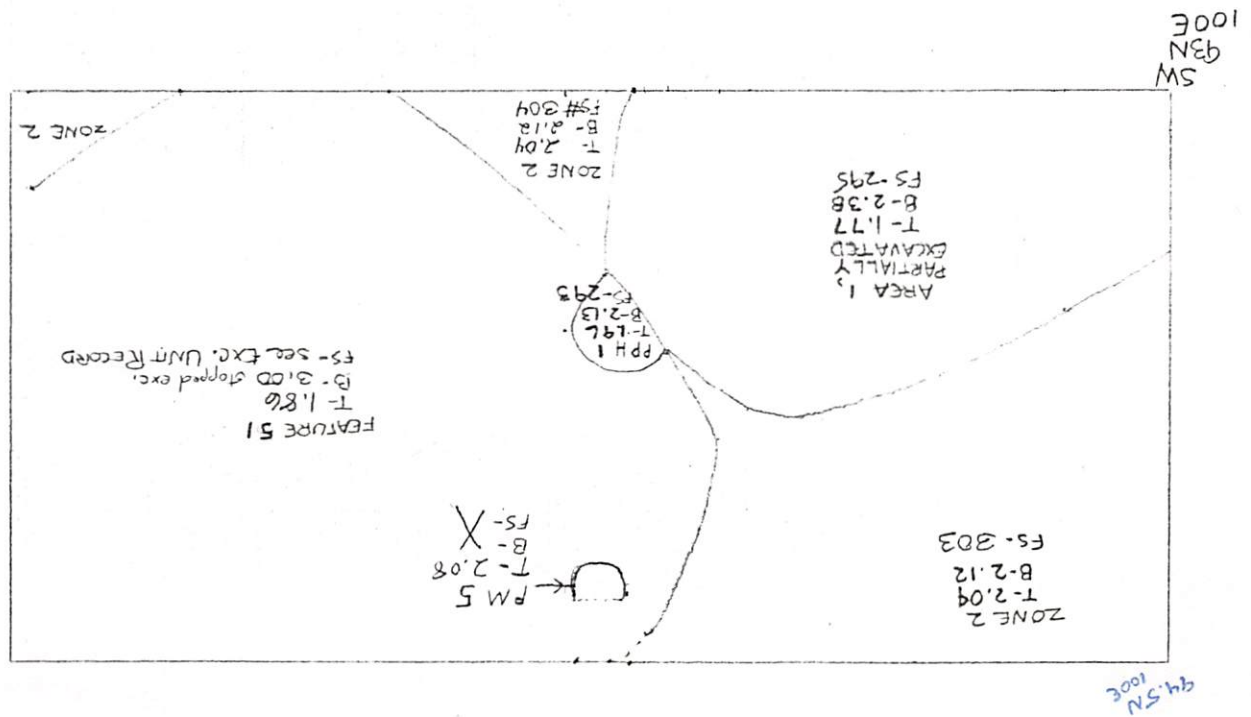 94.5N
100E
ZONE 2
T-2.09
B-2.12
FS-303
PM 5
T-2.08
B-
FS-
X
FEATURE 51
T-1.86
B-3.00 stopped exc.
FS- see EXC. UNIT RECORD
PPH 1
T-1.96
B-2.13
FS-293
AREA 1,
PARTIALLY
EXCAVATED
T-1.77
B-2.38
FS-295
ZONE 2
T-2.04
B-2.12
FS# 304
ZONE 2
SW
93N
100E